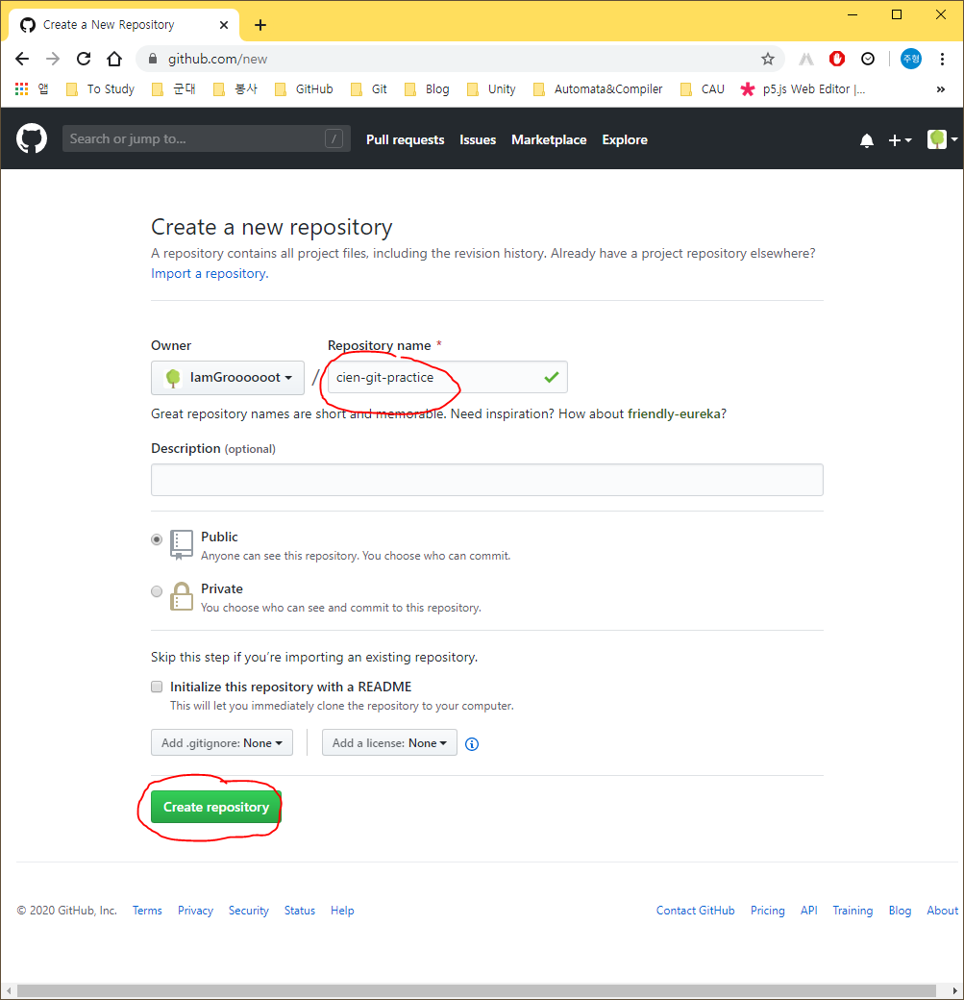 Create a New Repository
github.com/new
주형
앱 To Study 군대 봉사 GitHub Git Blog Unity Automata&Compiler CAU p5.js Web Editor |... »
Search or jump to... /
Pull requests Issues Marketplace Explore
Create a new repository
A repository contains all project files, including the revision history. Already have a project repository elsewhere?
Import a repository.
Owner Repository name *
IamGroooooot / cien-git-practice
Great repository names are short and memorable. Need inspiration? How about friendly-eureka?
Description (optional)
Public
Anyone can see this repository. You choose who can commit.
Private
You choose who can see and commit to this repository.
Skip this step if you’re importing an existing repository.
Initialize this repository with a README
This will let you immediately clone the repository to your computer.
Add .gitignore: None Add a license: None
Create repository
© 2020 GitHub, Inc. Terms Privacy Security Status Help Contact GitHub Pricing API Training Blog About